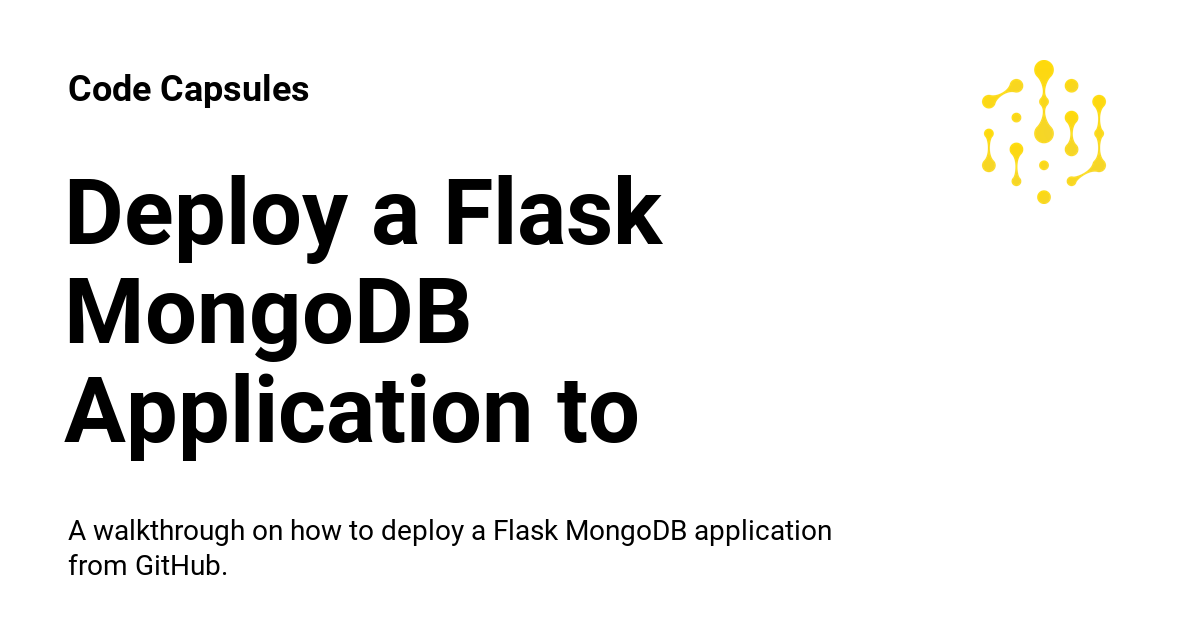 Code Capsules
Deploy a Flask
MongoDB
Application to
A walkthrough on how to deploy a Flask MongoDB application
from GitHub.